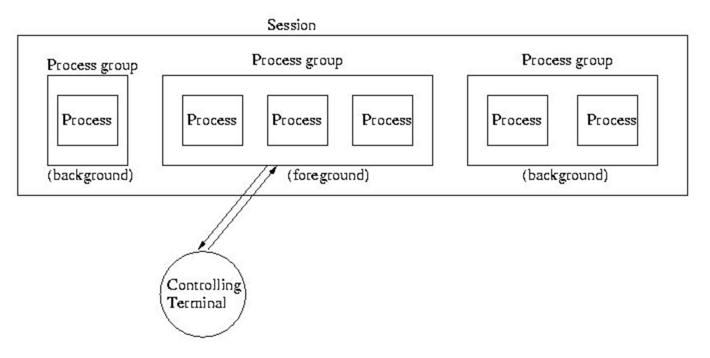 Session
Process group
Process group
Process group
Process
Process
Process
Process
Process
Process
(background)
(foreground)
(background)
Controlling
Terminal